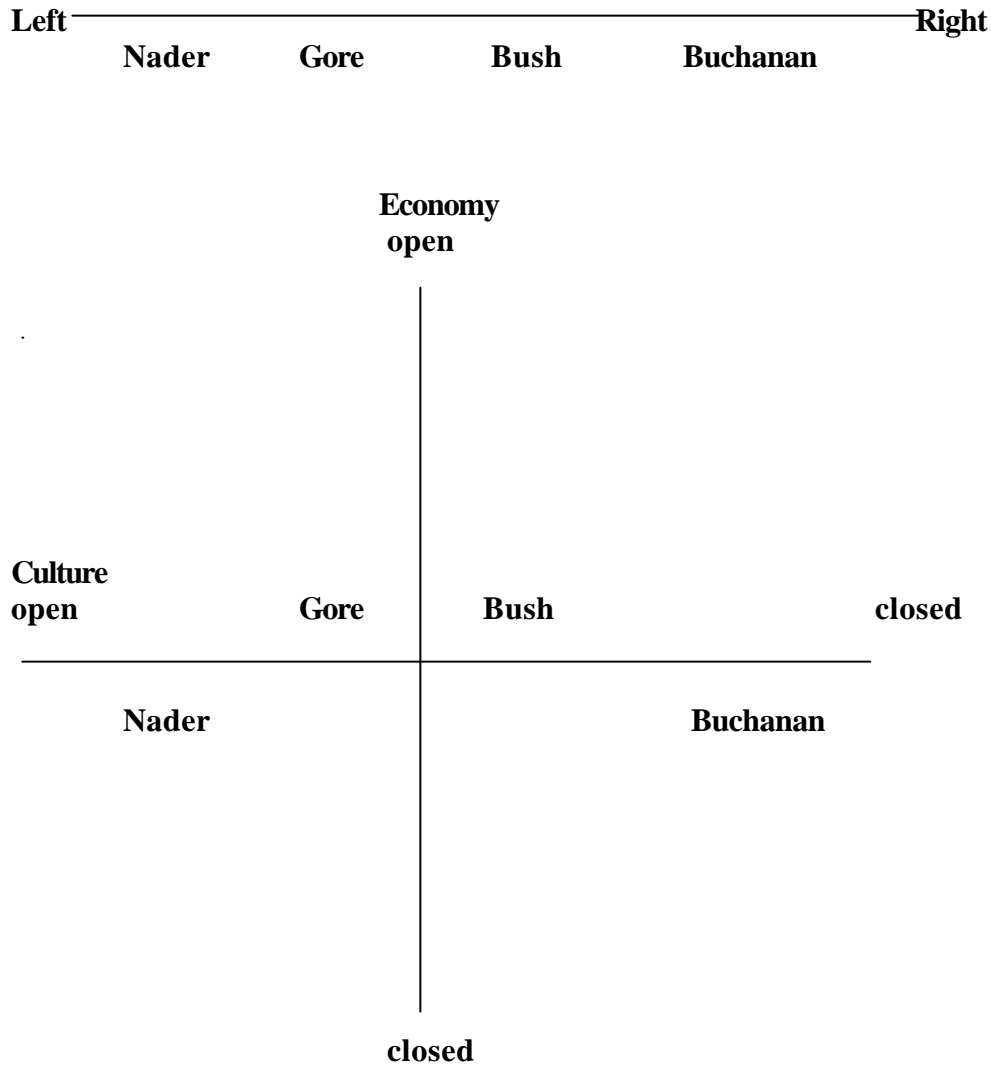 Left Right
Nader Gore Bush Buchanan
Economy
open
Culture
open Gore Bush closed
Nader Buchanan
closed